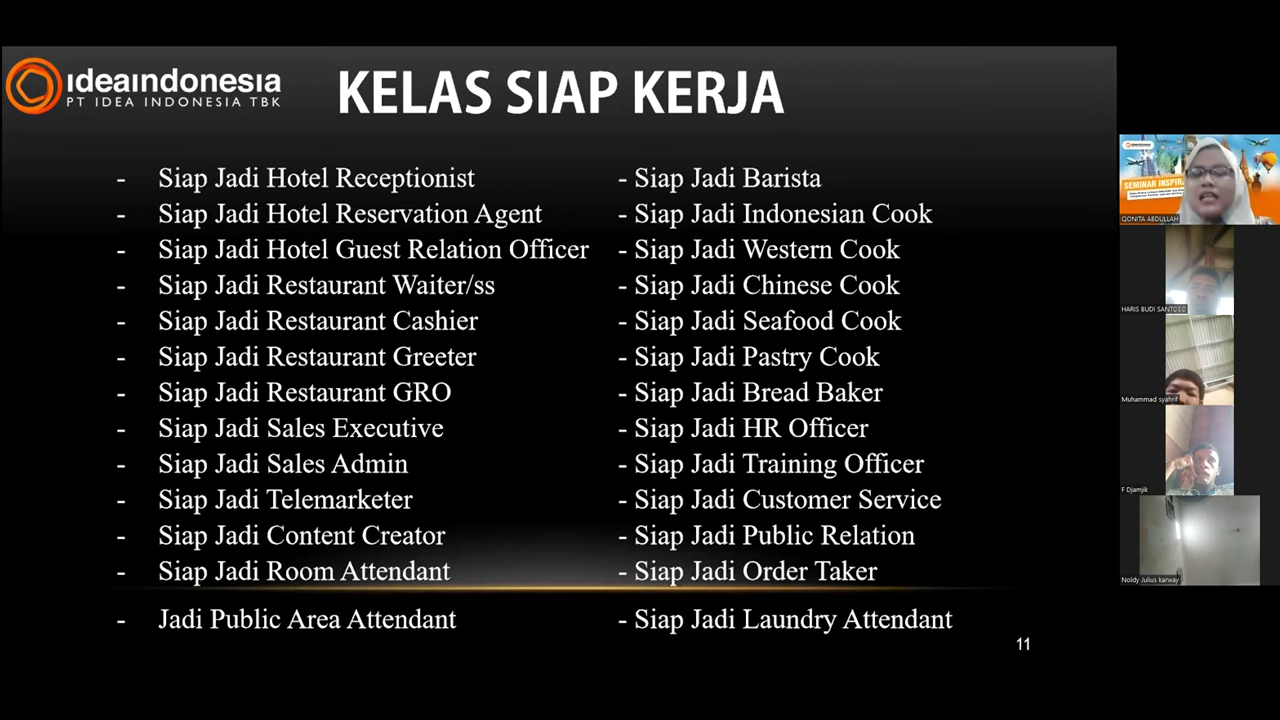 ideaındonesia
PT IDEA INDONESIA TBK
KELAS SIAP KERJA
- Siap Jadi Hotel Receptionist
- Siap Jadi Hotel Reservation Agent
- Siap Jadi Hotel Guest Relation Officer
- Siap Jadi Restaurant Waiter/ss
- Siap Jadi Restaurant Cashier
- Siap Jadi Restaurant Greeter
- Siap Jadi Restaurant GRO
- Siap Jadi Sales Executive
- Siap Jadi Sales Admin
- Siap Jadi Telemarketer
- Siap Jadi Content Creator
- Siap Jadi Room Attendant
- Jadi Public Area Attendant
- Siap Jadi Barista
- Siap Jadi Indonesian Cook
- Siap Jadi Western Cook
- Siap Jadi Chinese Cook
- Siap Jadi Seafood Cook
- Siap Jadi Pastry Cook
- Siap Jadi Bread Baker
- Siap Jadi HR Officer
- Siap Jadi Training Officer
- Siap Jadi Customer Service
- Siap Jadi Public Relation
- Siap Jadi Order Taker
- Siap Jadi Laundry Attendant
11
SEMINAR INSPIRA
QONITA ABDULLAH
HARIS BUDI SANTOSO
Muhammad syahrif
F Djamjik
Noldy Julius karway